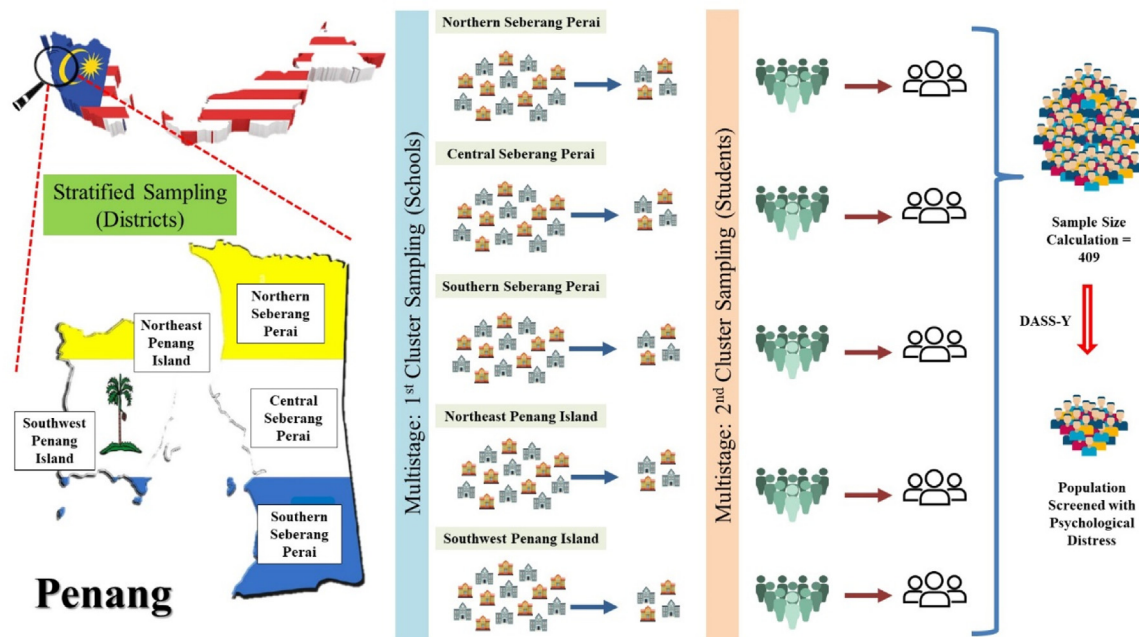 Stratified Sampling
(Districts)
Northern
Seberang
Perai
Northeast
Penang
Island
Central
Seberang
Perai
Southwest
Penang
Island
Southern
Seberang
Perai
Penang
Multistage: 1st Cluster Sampling (Schools)
Northern Seberang Perai
Central Seberang Perai
Southern Seberang Perai
Northeast Penang Island
Southwest Penang Island
Multistage: 2nd Cluster Sampling (Students)
Sample Size
Calculation =
409
DASS-Y
Population
Screened with
Psychological
Distress